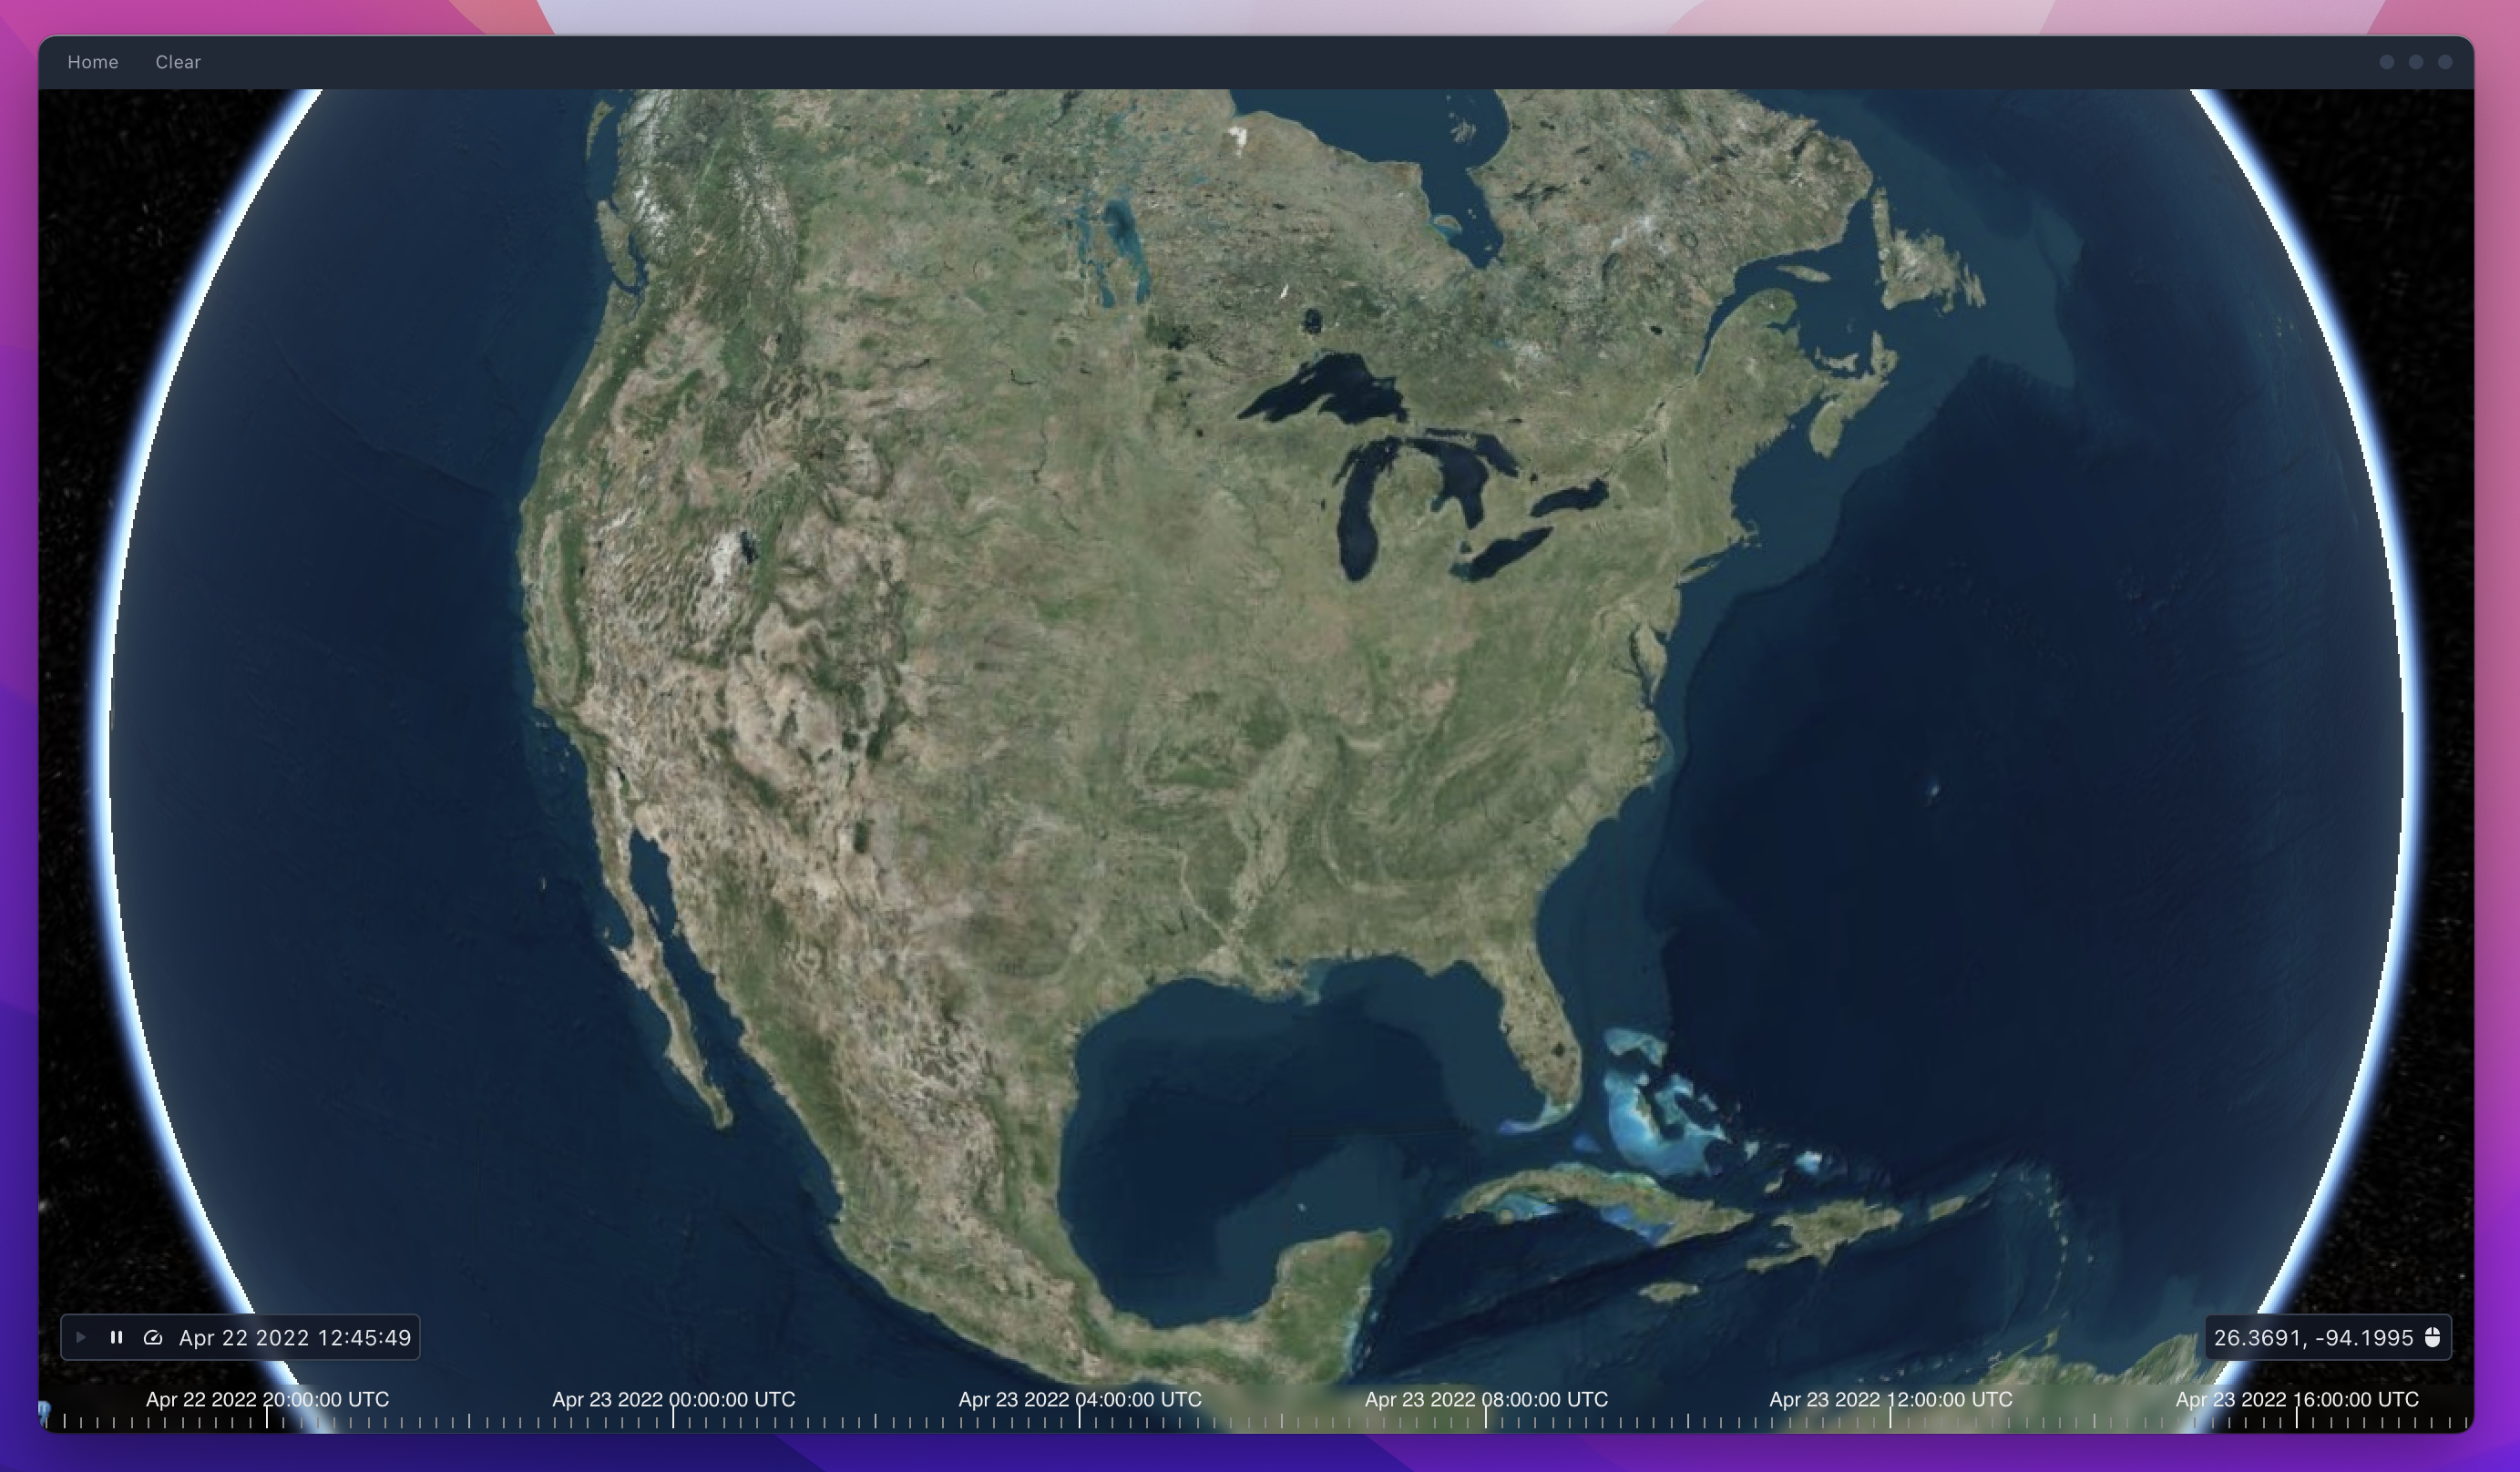 Home Clear
Apr 22 2022 12:45:49
26.3691, -94.1995
Apr 22 2022 20:00:00 UTC
Apr 23 2022 00:00:00 UTC
Apr 23 2022 04:00:00 UTC
Apr 23 2022 08:00:00 UTC
Apr 23 2022 12:00:00 UTC
Apr 23 2022 16:00:00 UTC